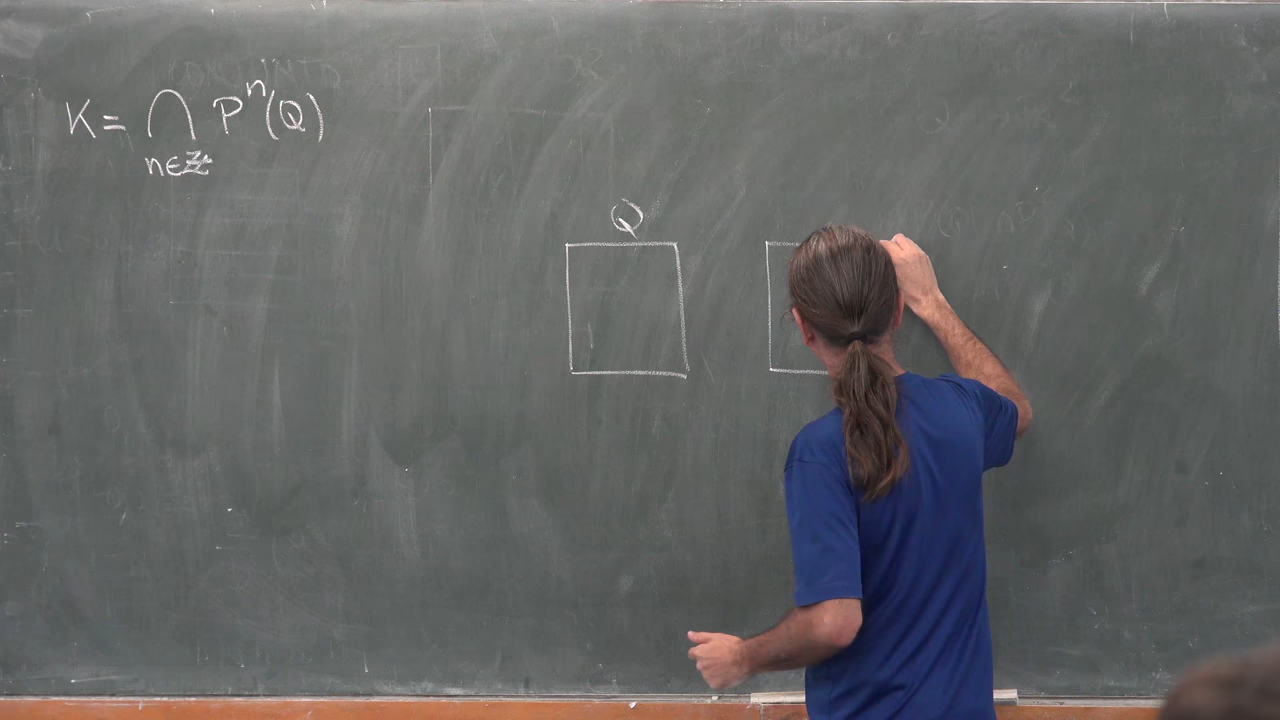 K = ⋂ Pⁿ(Q)
n∈ℤ
Q